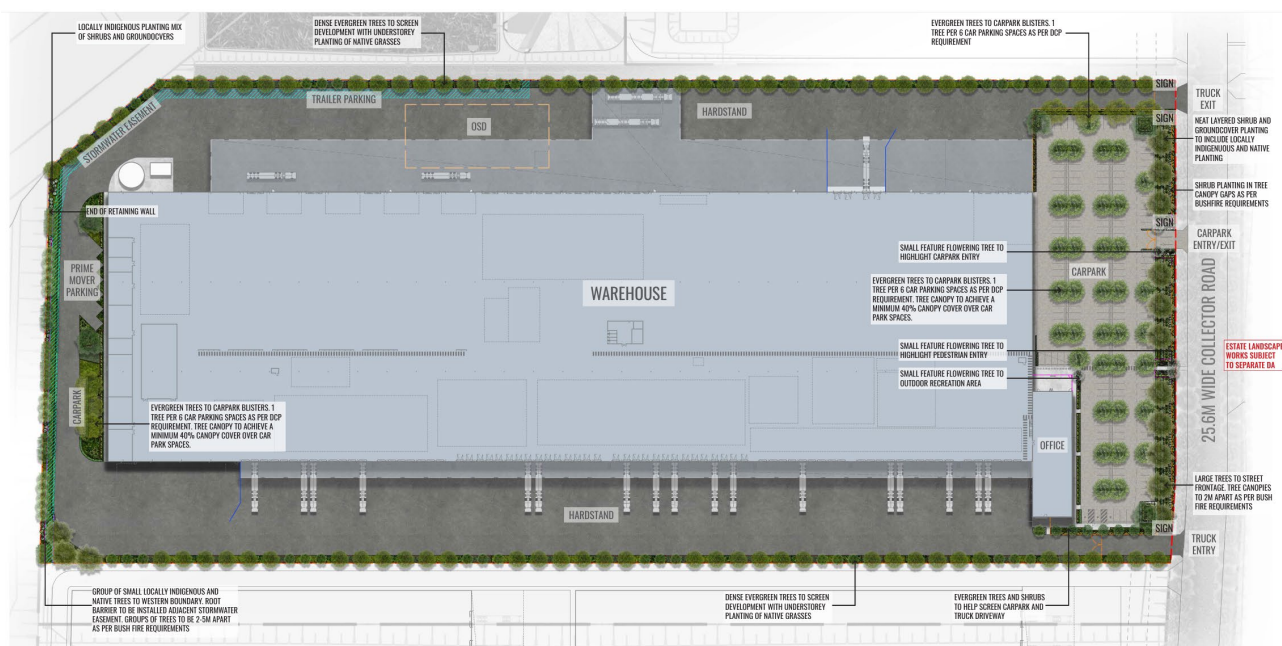 LOCALLY INDIGENOUS PLANTING MIX
OF SHRUBS AND GROUNDOCVERS
DENSE EVERGREEN TREES TO SCREEN
DEVELOPMENT WITH UNDERSTOREY
PLANTING OF NATIVE GRASSES
EVERGREEN TREES TO CARPARK BLISTERS. 1
TREE PER 6 CAR PARKING SPACES AS PER DCP
REQUIREMENT
TRAILER PARKING
STORMWATER EASEMENT
OSD
HARDSTAND
SIGN
TRUCK
EXIT
SIGN
NEAT LAYERED SHRUB AND
GROUNDCOVER PLANTING
TO INCLUDE LOCALLY
INDIGENUOUS AND NATIVE
PLANTING
SHRUB PLANTING IN TREE
CANOPY GAPS AS PER
BUSHFIRE REQUIREMENTS
END OF RETAINING WALL
SIGN
CARPARK
ENTRY/EXIT
SMALL FEATURE FLOWERING TREE TO
HIGHLIGHT CARPARK ENTRY
PRIME
MOVER
PARKING
WAREHOUSE
CARPARK
EVERGREEN TREES TO CARPARK BLISTERS. 1
TREE PER 6 CAR PARKING SPACES AS PER DCP
REQUIREMENT. TREE CANOPY TO ACHIEVE A
MINIMUM 40% CANOPY COVER OVER CAR
PARK SPACES.
25.6M WIDE COLLECTOR ROAD
SMALL FEATURE FLOWERING TREE TO
HIGHLIGHT PEDESTRIAN ENTRY
ESTATE LANDSCAPE
WORKS SUBJECT
TO SEPARATE DA
SMALL FEATURE FLOWERING TREE TO
OUTDOOR RECREATION AREA
CARPARK
EVERGREEN TREES TO CARPARK BLISTERS. 1
TREE PER 6 CAR PARKING SPACES AS PER DCP
REQUIREMENT. TREE CANOPY TO ACHIEVE A
MINIMUM 40% CANOPY COVER OVER CAR
PARK SPACES.
OFFICE
LARGE TREES TO STREET
FRONTAGE. TREE CANOPIES
TO 2M APART AS PER BUSH
FIRE REQUIREMENTS
HARDSTAND
SIGN
TRUCK
ENTRY
GROUP OF SMALL LOCALLY INDIGENOUS AND
NATIVE TREES TO WESTERN BOUNDARY. ROOT
BARRIER TO BE INSTALLED ADJACENT STORMWATER
EASEMENT. GROUPS OF TREES TO BE 2-5M APART
AS PER BUSH FIRE REQUIREMENTS
DENSE EVERGREEN TREES TO SCREEN
DEVELOPMENT WITH UNDERSTOREY
PLANTING OF NATIVE GRASSES
EVERGREEN TREES AND SHRUBS
TO HELP SCREEN CARPARK AND
TRUCK DRIVEWAY